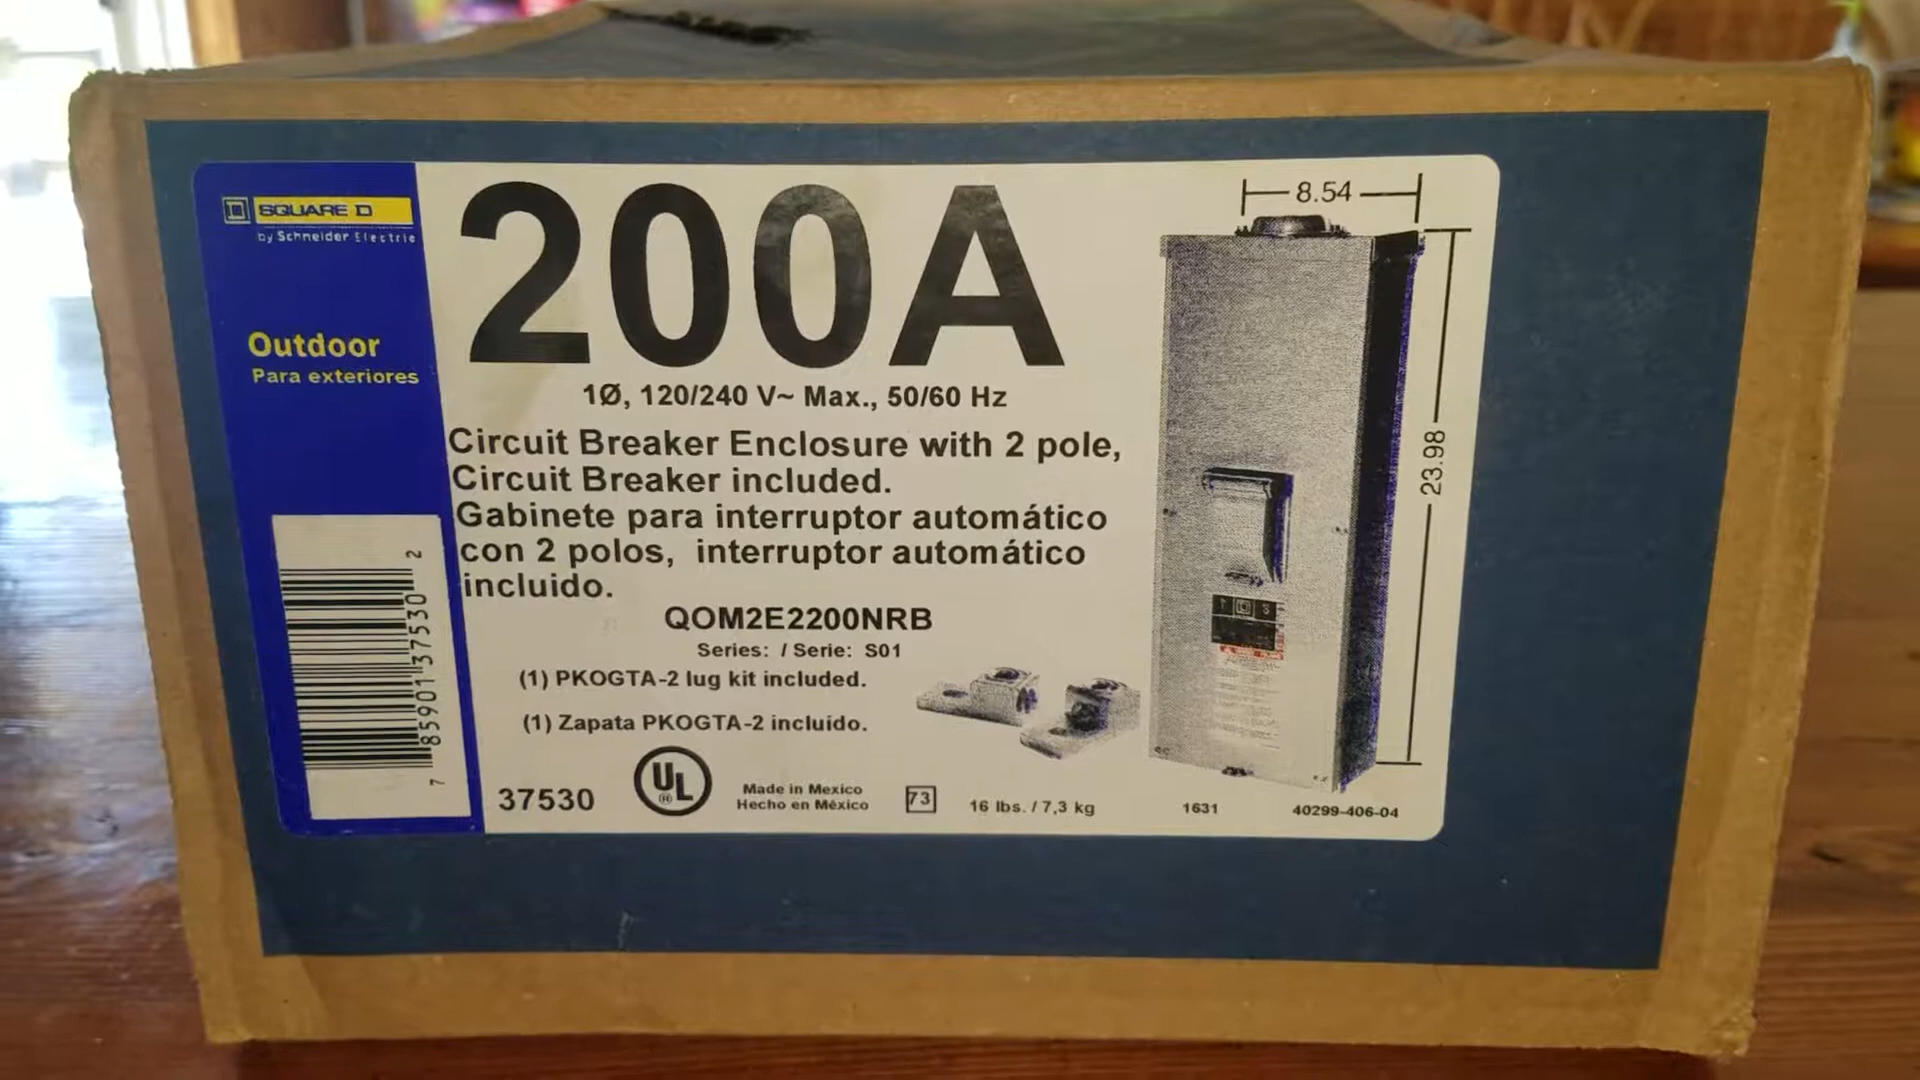 SQUARE D
by Schneider Electric
Outdoor
Para exteriores
200A
1Ø, 120/240 V~ Max., 50/60 Hz
Circuit Breaker Enclosure with 2 pole,
Circuit Breaker included.
Gabinete para interruptor automático
con 2 polos, interruptor automático
incluido.
QOM2E2200NRB
Series: / Serie: S01
(1) PKOGTA-2 lug kit included.
(1) Zapata PKOGTA-2 incluido.
37530
UL
Made in Mexico
Hecho en México
73
16 lbs. / 7,3 kg
1631
40299-406-04
8.54
23.98
7 85901 37530 2